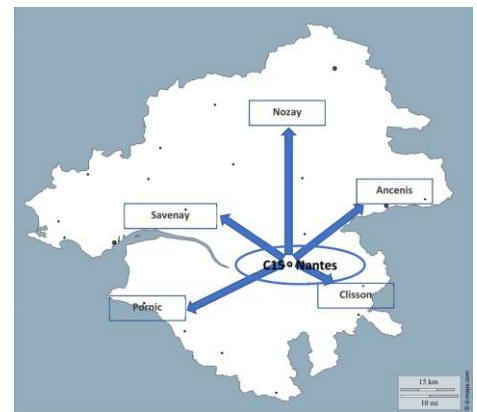 Nozay
Ancenis
Savenay
C15 Nantes
Clisson
Pornic
15 km
10 mi
© d-maps.com